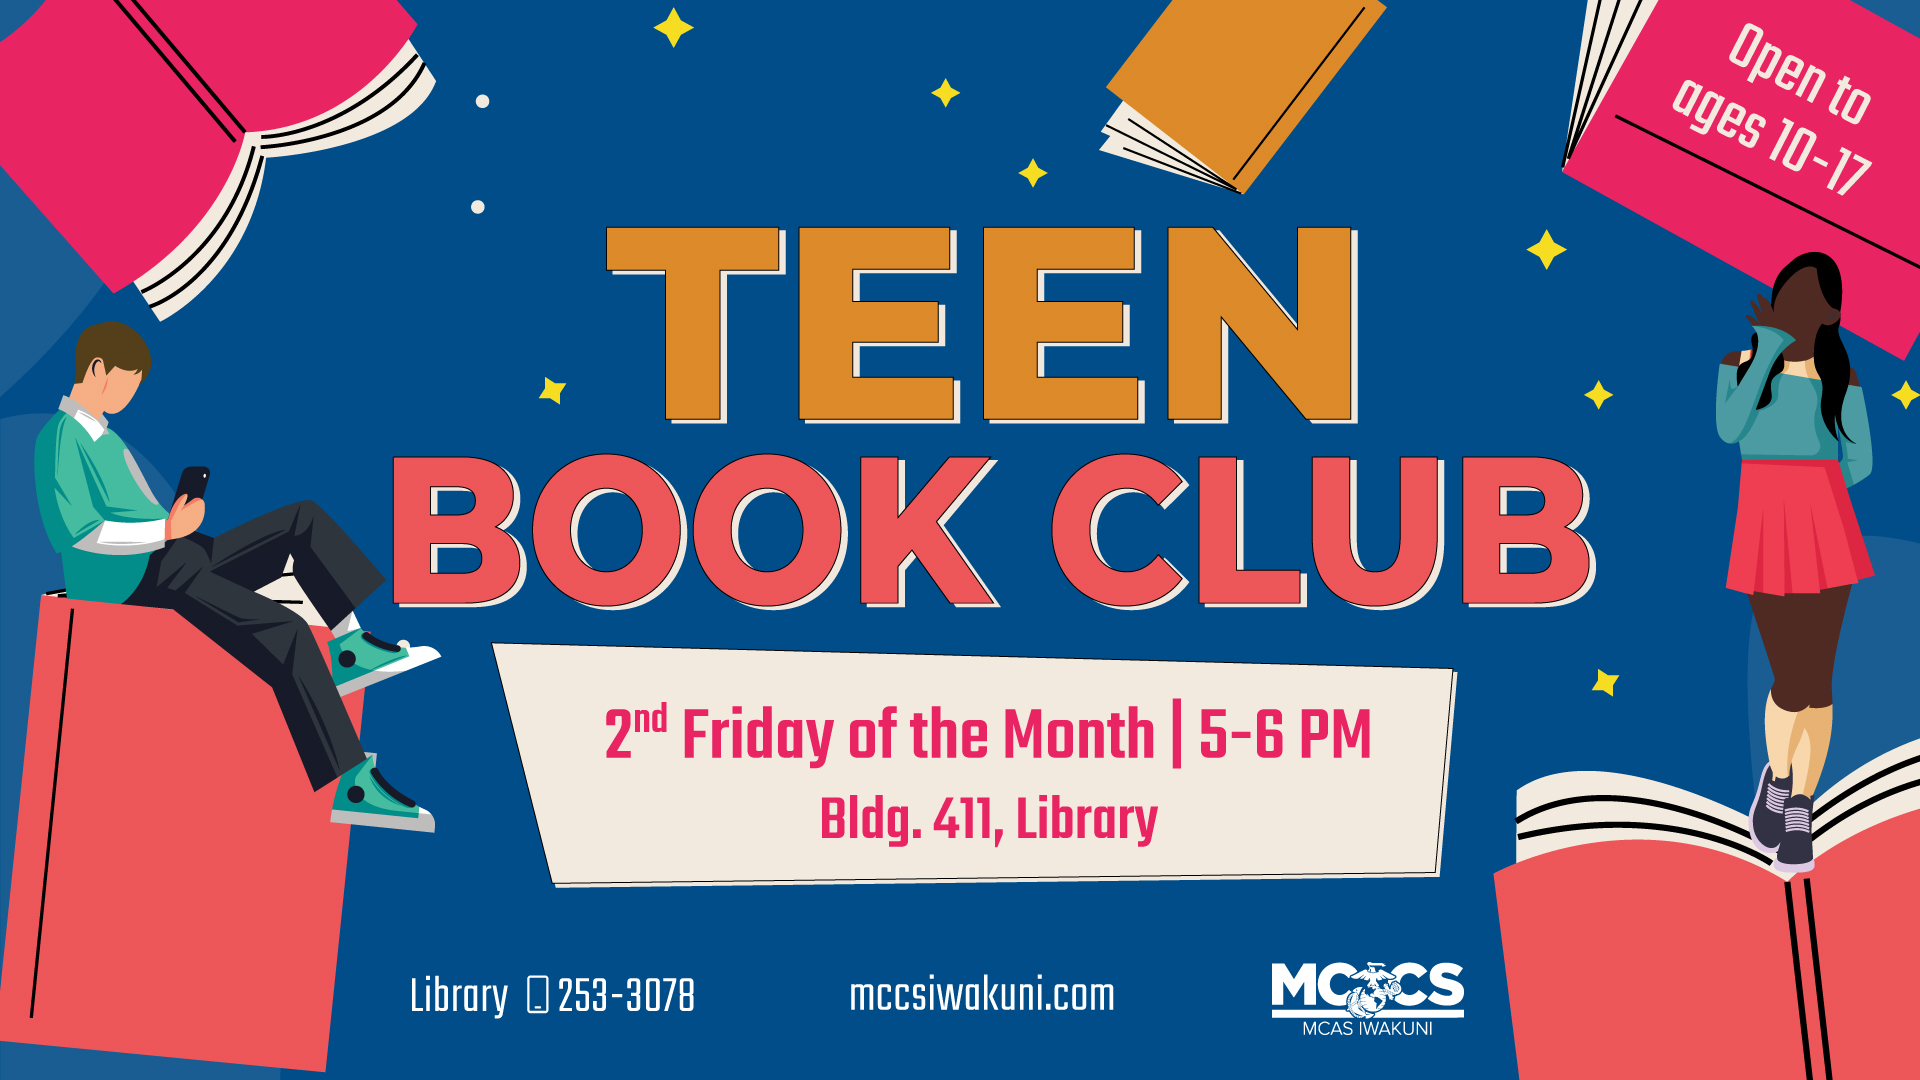 Open to
ages 10-17
TEEN
BOOK CLUB
2nd Friday of the Month | 5-6 PM
Bldg. 411, Library
Library 253-3078
mccsiwakuni.com
MCCS
MCAS IWAKUNI